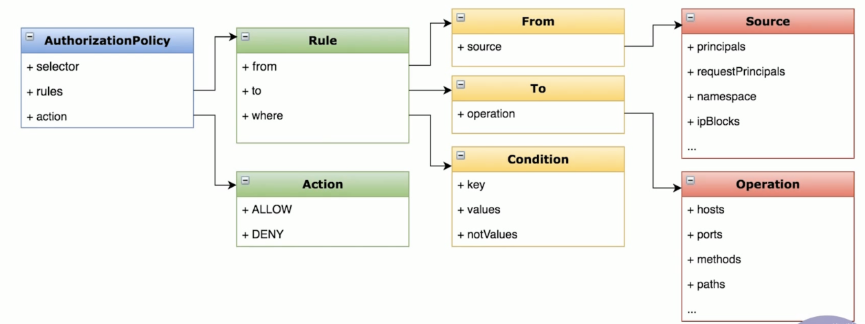 AuthorizationPolicy
+ selector
+ rules
+ action
Rule
+ from
+ to
+ where
Action
+ ALLOW
+ DENY
From
+ source
To
+ operation
Condition
+ key
+ values
+ notValues
Source
+ principals
+ requestPrincipals
+ namespace
+ ipBlocks
...
Operation
+ hosts
+ ports
+ methods
+ paths
...